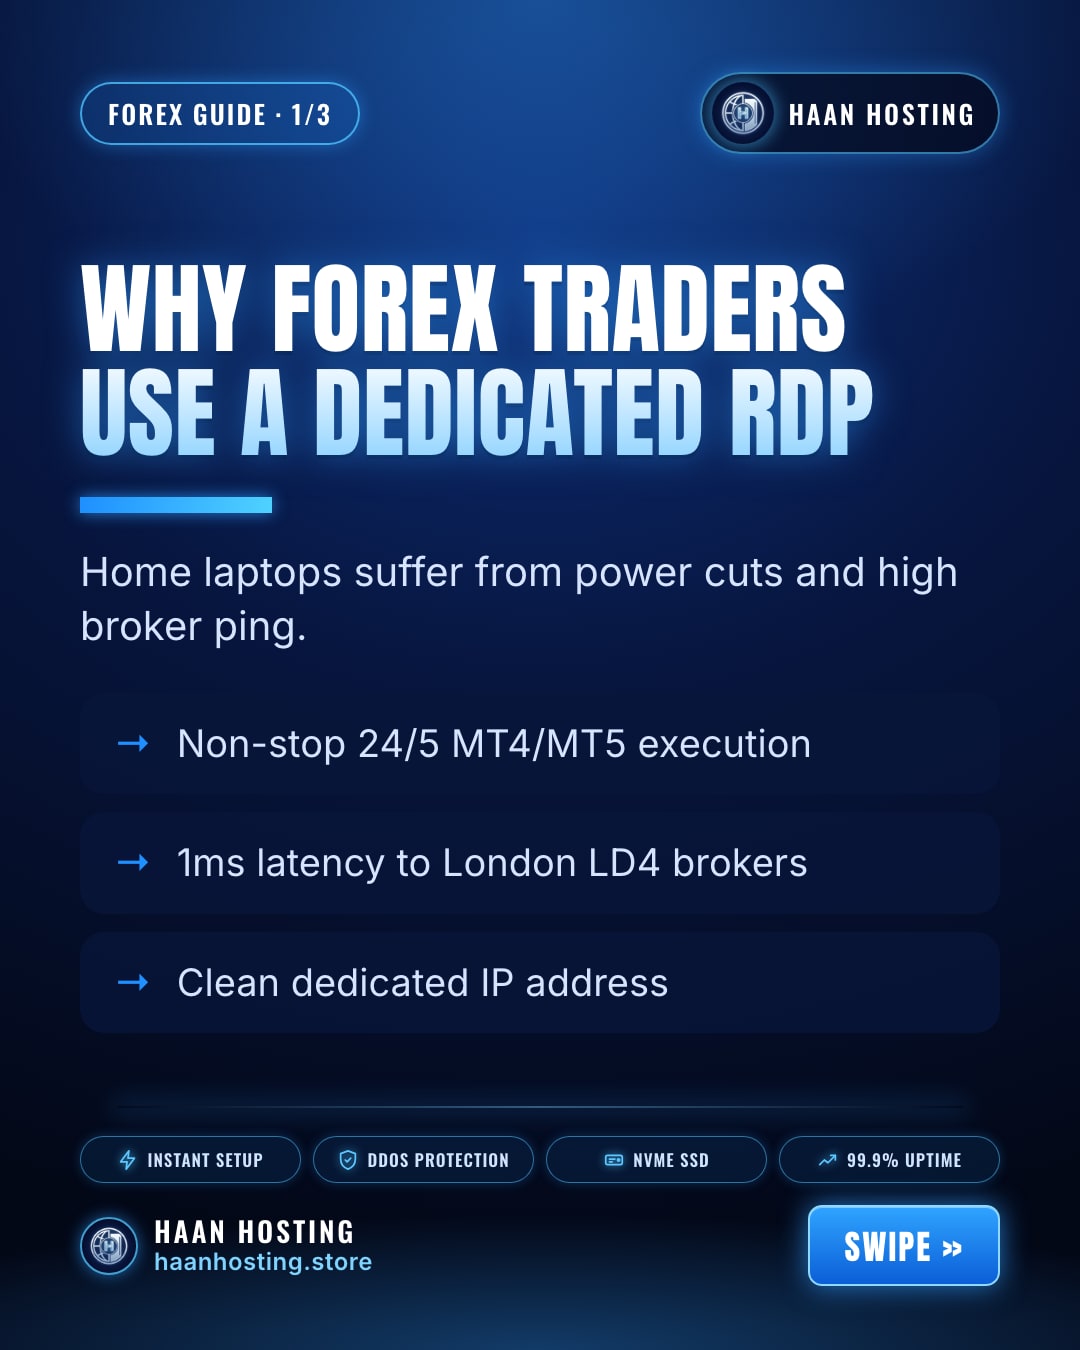 FOREX GUIDE · 1/3
HAAN HOSTING
WHY FOREX TRADERS
USE A DEDICATED RDP
Home laptops suffer from power cuts and high
broker ping.
→ Non-stop 24/5 MT4/MT5 execution
→ 1ms latency to London LD4 brokers
→ Clean dedicated IP address
INSTANT SETUP
DDOS PROTECTION
NVME SSD
99.9% UPTIME
HAAN HOSTING
haanhosting.store
SWIPE »